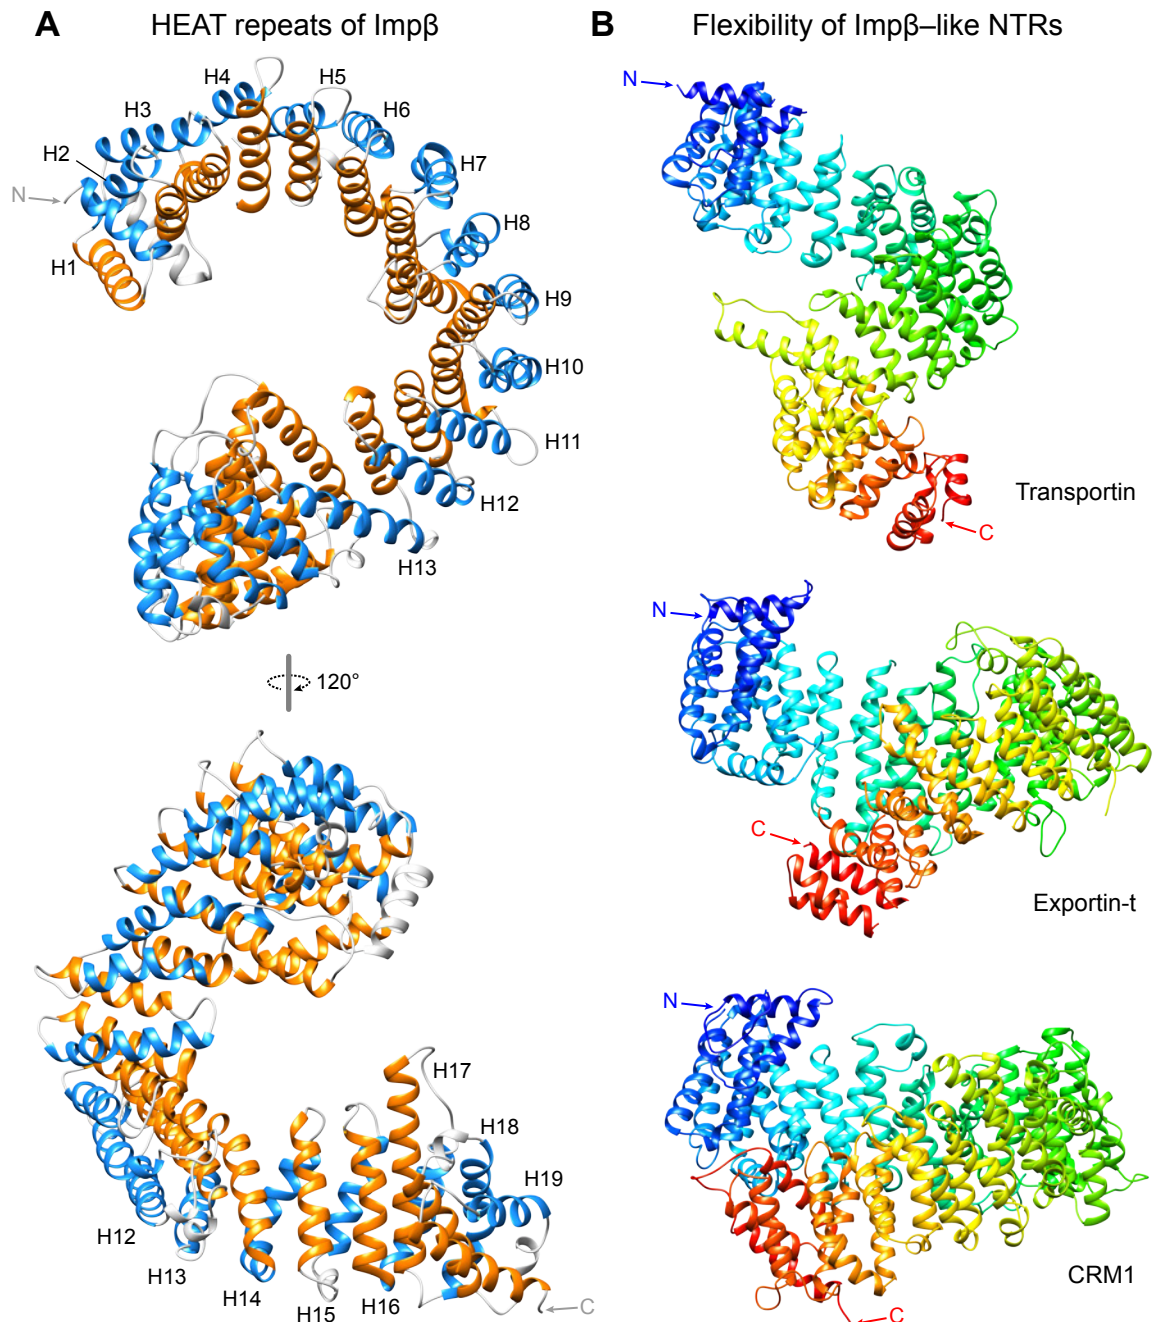 A HEAT repeats of Impβ
H4
H5
H3
H6
H2
H7
N
H8
H1
H9
H10
H11
H12
H13
120°
H17
H18
H19
H12
H13
H14
H15
H16
C
B Flexibility of Impβ–like NTRs
N
Transportin
C
N
C
Exportin-t
N
CRM1
C